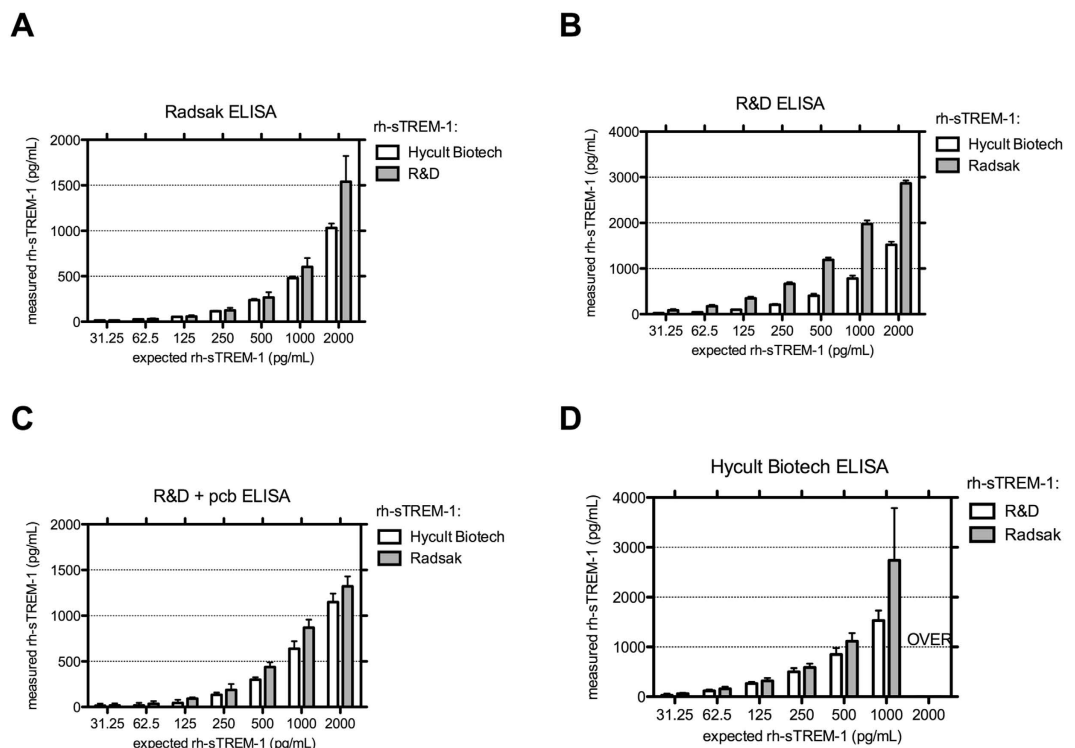 A
Radsak ELISA
rh-sTREM-1:
Hycult Biotech
R&D
measured rh-sTREM-1 (pg/mL)
2000
1500
1000
500
0
31.25 62.5 125 250 500 1000 2000
expected rh-sTREM-1 (pg/mL)
B
R&D ELISA
rh-sTREM-1:
Hycult Biotech
Radsak
measured rh-sTREM-1 (pg/mL)
4000
3000
2000
1000
0
31.25 62.5 125 250 500 1000 2000
expected rh-sTREM-1 (pg/mL)
C
R&D + pcb ELISA
rh-sTREM-1:
Hycult Biotech
Radsak
measured rh-sTREM-1 (pg/mL)
2000
1500
1000
500
0
31.25 62.5 125 250 500 1000 2000
expected rh-sTREM-1 (pg/mL)
D
Hycult Biotech ELISA
rh-sTREM-1:
R&D
Radsak
measured rh-sTREM-1 (pg/mL)
4000
3000
2000
1000
0
OVER
31.25 62.5 125 250 500 1000 2000
expected rh-sTREM-1 (pg/mL)